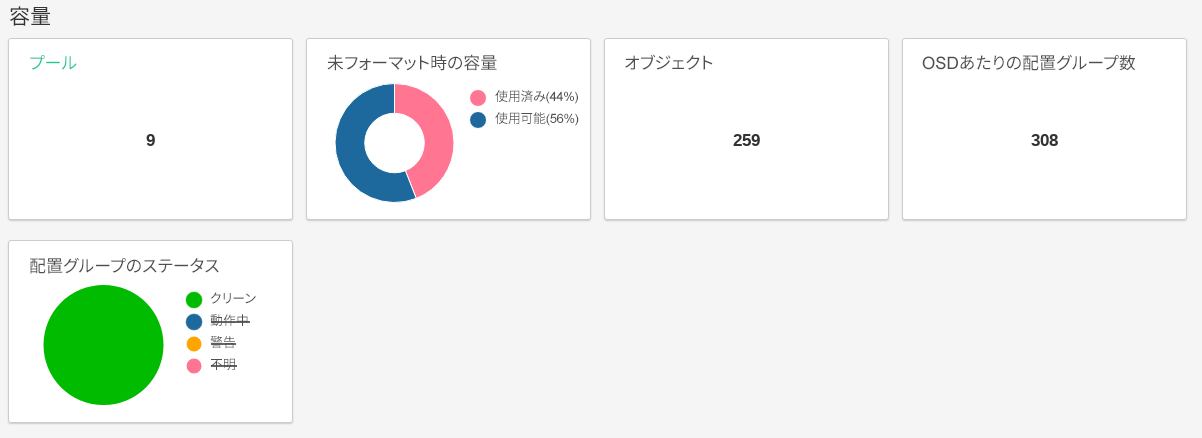 容量
プール
9
未フォーマット時の容量
使用済み(44%)
使用可能(56%)
オブジェクト
259
OSDあたりの配置グループ数
308
配置グループのステータス
クリーン
動作中
警告
不明